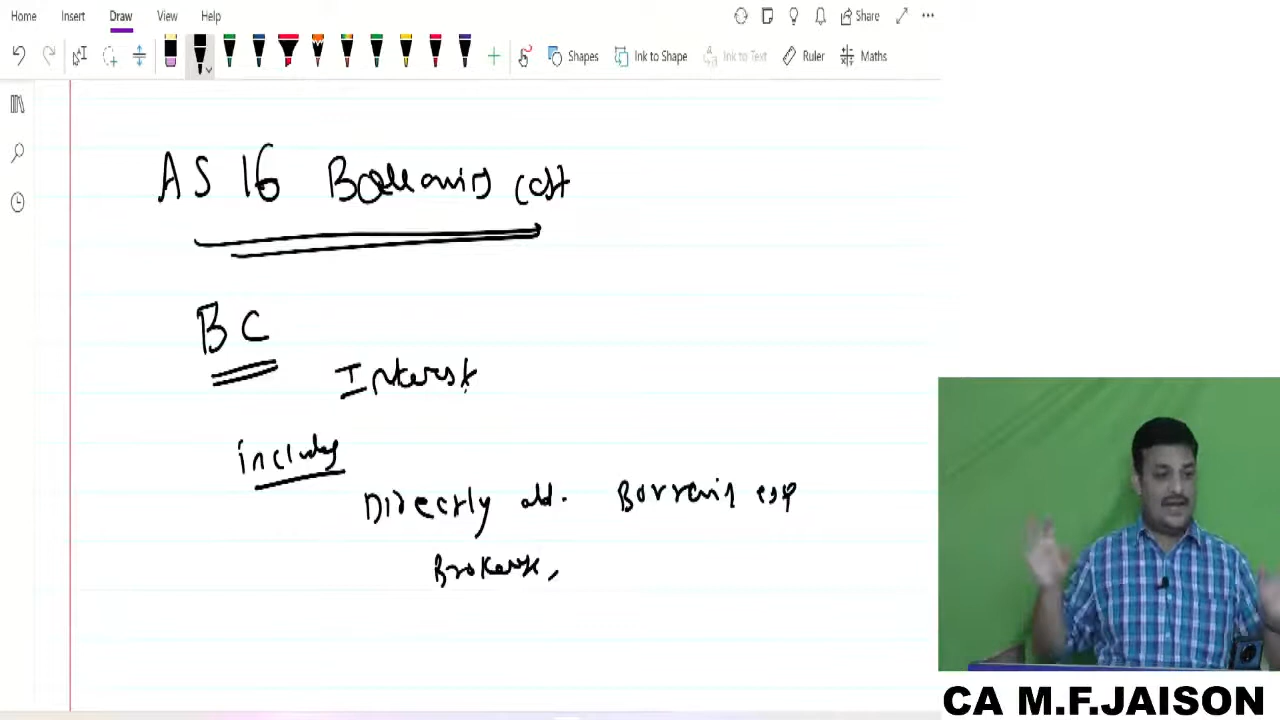 Home Insert Draw View Help Share
Shapes Ink to Shape Ink to Text Ruler Maths
AS 16 Borrowing cost
BC
Interest
includes
Directly att. Borrowing exp
Brokerage,
CA M.F.JAISON